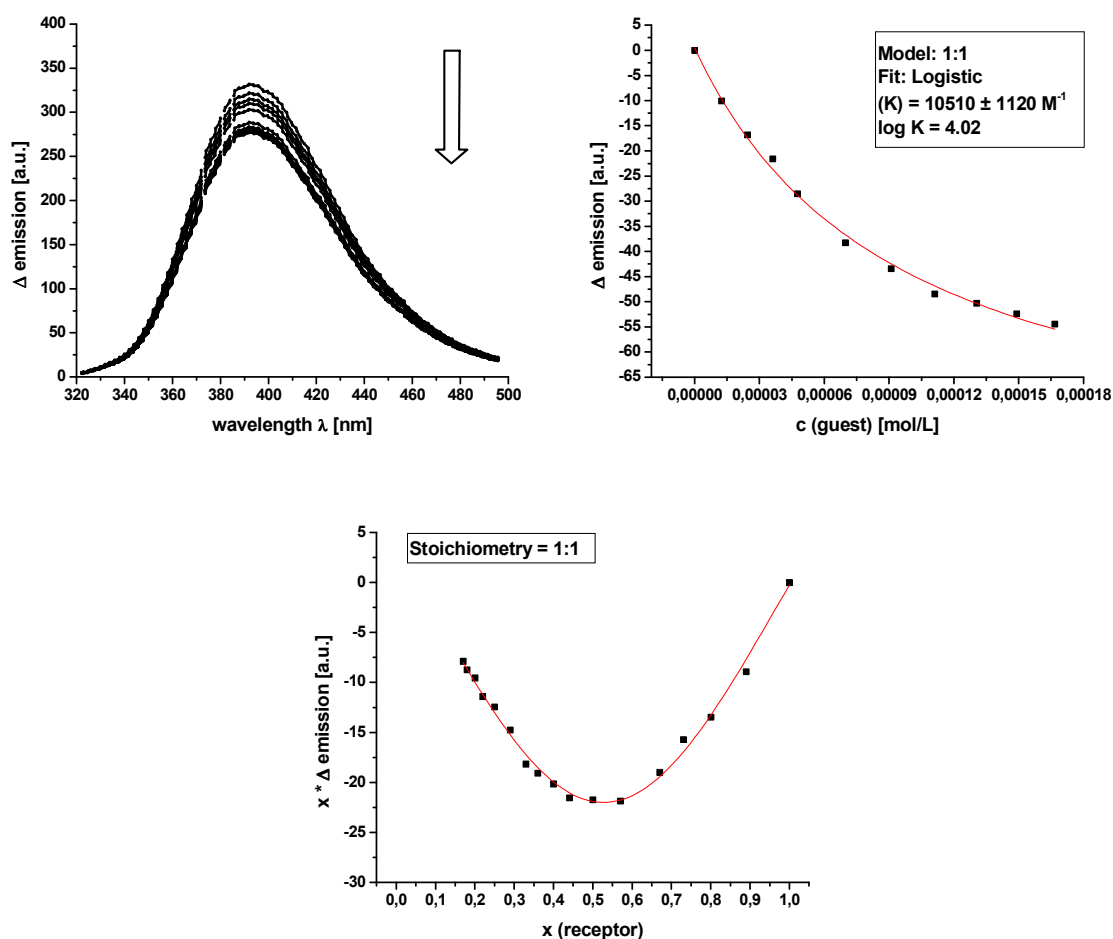 400
350
300
250
200
150
100
50
0
Δ emission [a.u.]
320 340 360 380 400 420 440 460 480 500
wavelength λ [nm]
5
0
-5
-10
-15
-20
-25
-30
-35
-40
-45
-50
-55
-60
-65
Δ emission [a.u.]
Model: 1:1
Fit: Logistic
(K) = 10510 ± 1120 M⁻¹
log K = 4.02
0,00000 0,00003 0,00006 0,00009 0,00012 0,00015 0,00018
c (guest) [mol/L]
5
0
-5
-10
-15
-20
-25
-30
x * Δ emission [a.u.]
Stoichiometry = 1:1
0,0 0,1 0,2 0,3 0,4 0,5 0,6 0,7 0,8 0,9 1,0
x (receptor)